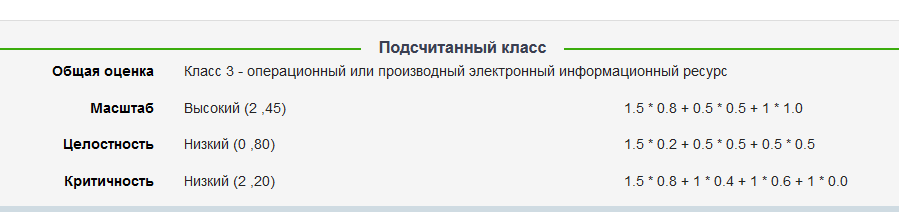 Подсчитанный класс
Общая оценка Класс 3 - операционный или производный электронный информационный ресурс
Масштаб Высокий (2 ,45) 1.5 * 0.8 + 0.5 * 0.5 + 1 * 1.0
Целостность Низкий (0 ,80) 1.5 * 0.2 + 0.5 * 0.5 + 0.5 * 0.5
Критичность Низкий (2 ,20) 1.5 * 0.8 + 1 * 0.4 + 1 * 0.6 + 1 * 0.0